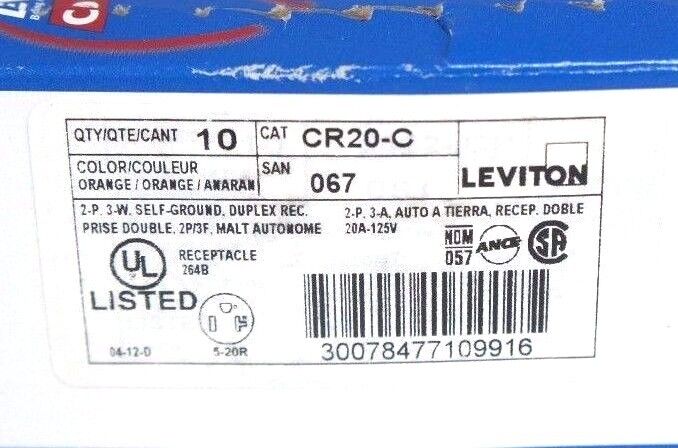 QTY/QTE/CANT 10 CAT CR20-C
COLOR/COULEUR SAN
ORANGE / ORANGE / ANARAN 067 LEVITON
2-P. 3-W. SELF-GROUND. DUPLEX REC. 2-P. 3-A, AUTO A TIERRA, RECEP. DOBLE
PRISE DOUBLE, 2P/3F, MALT AUTONOME 20A-125V
NOM ANCE SA
057
UL RECEPTACLE
264B
LISTED
04-12-D 5-20R 30078477109916